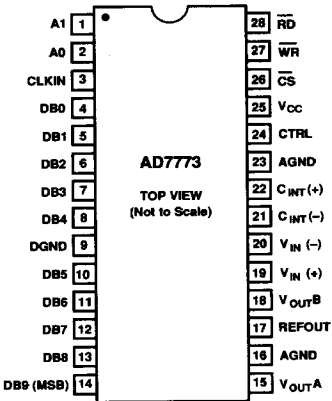 A1 1 28 RD
A0 2 27 WR
CLKIN 3 26 CS
DB0 4 25 VCC
DB1 5 24 CTRL
DB2 6 AD7773 23 AGND
DB3 7 TOP VIEW 22 CINT (+)
DB4 8 (Not to Scale) 21 CINT (–)
DGND 9 20 VIN (–)
DB5 10 19 VIN (+)
DB6 11 18 VOUTB
DB7 12 17 REFOUT
DB8 13 16 AGND
DB9 (MSB) 14 15 VOUTA